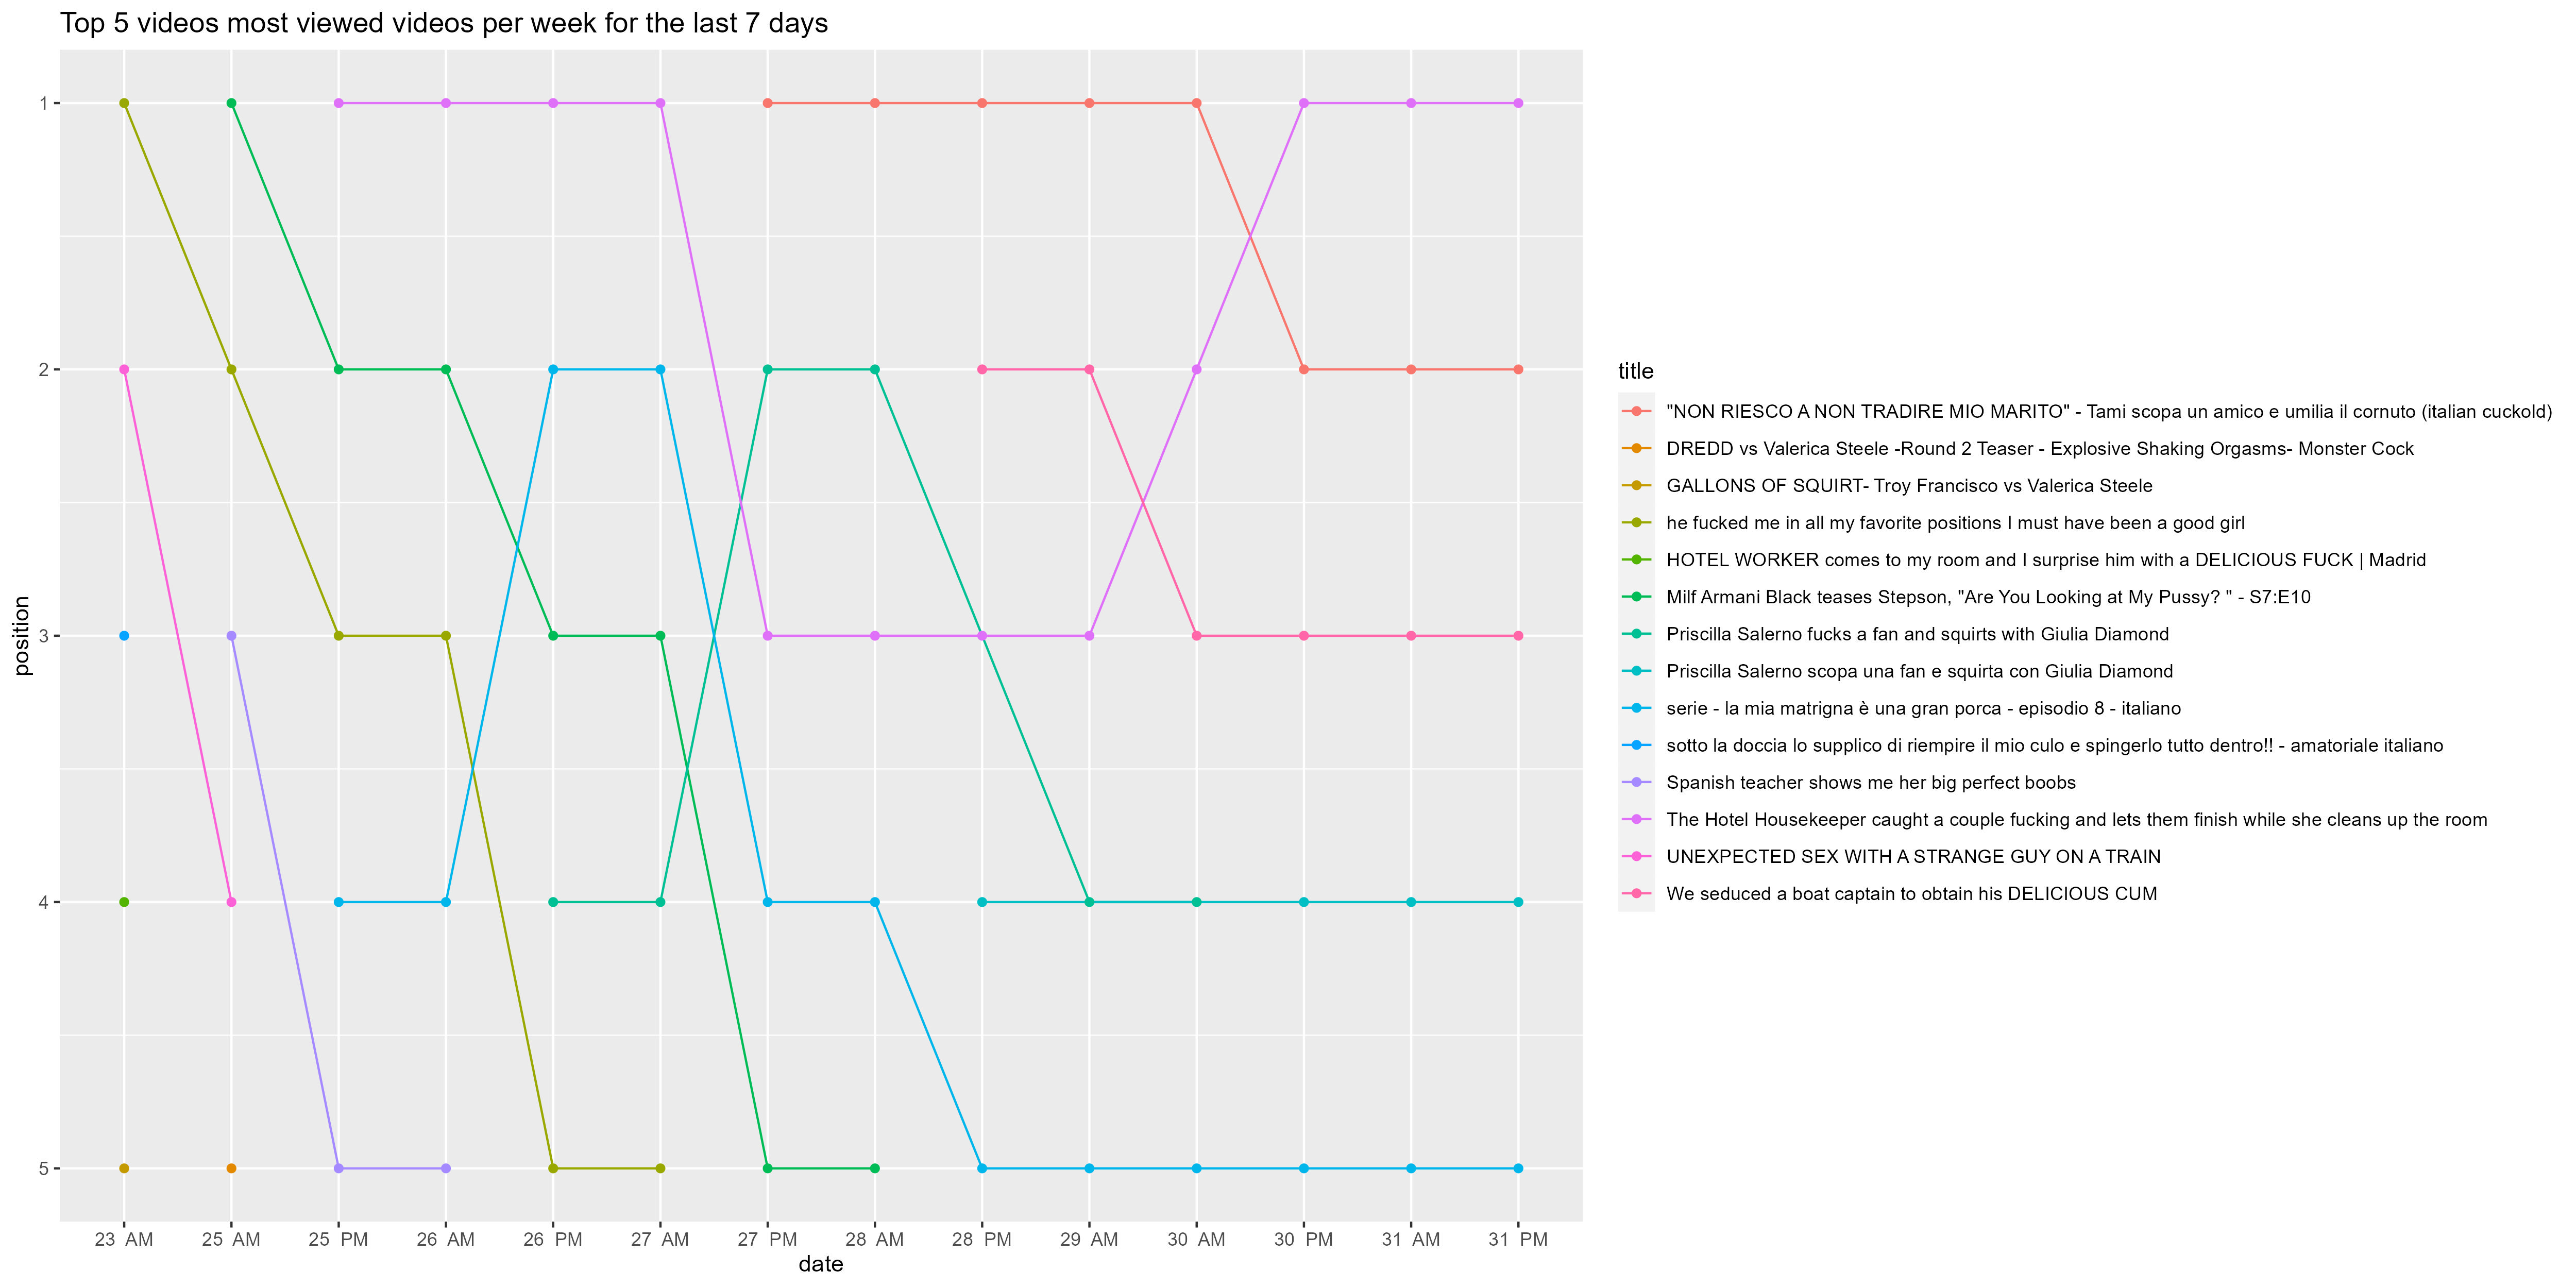 Top 5 videos most viewed videos per week for the last 7 days
position
1
2
3
4
5
23 AM
25 AM
25 PM
26 AM
26 PM
27 AM
27 PM
28 AM
28 PM
29 AM
30 AM
30 PM
31 AM
31 PM
date
title
"NON RIESCO A NON TRADIRE MIO MARITO" - Tami scopa un amico e umilia il cornuto (italian cuckold)
DREDD vs Valerica Steele -Round 2 Teaser - Explosive Shaking Orgasms- Monster Cock
GALLONS OF SQUIRT- Troy Francisco vs Valerica Steele
he fucked me in all my favorite positions I must have been a good girl
HOTEL WORKER comes to my room and I surprise him with a DELICIOUS FUCK | Madrid
Milf Armani Black teases Stepson, "Are You Looking at My Pussy? " - S7:E10
Priscilla Salerno fucks a fan and squirts with Giulia Diamond
Priscilla Salerno scopa una fan e squirta con Giulia Diamond
serie - la mia matrigna è una gran porca - episodio 8 - italiano
sotto la doccia lo supplico di riempire il mio culo e spingerlo tutto dentro!! - amatoriale italiano
Spanish teacher shows me her big perfect boobs
The Hotel Housekeeper caught a couple fucking and lets them finish while she cleans up the room
UNEXPECTED SEX WITH A STRANGE GUY ON A TRAIN
We seduced a boat captain to obtain his DELICIOUS CUM